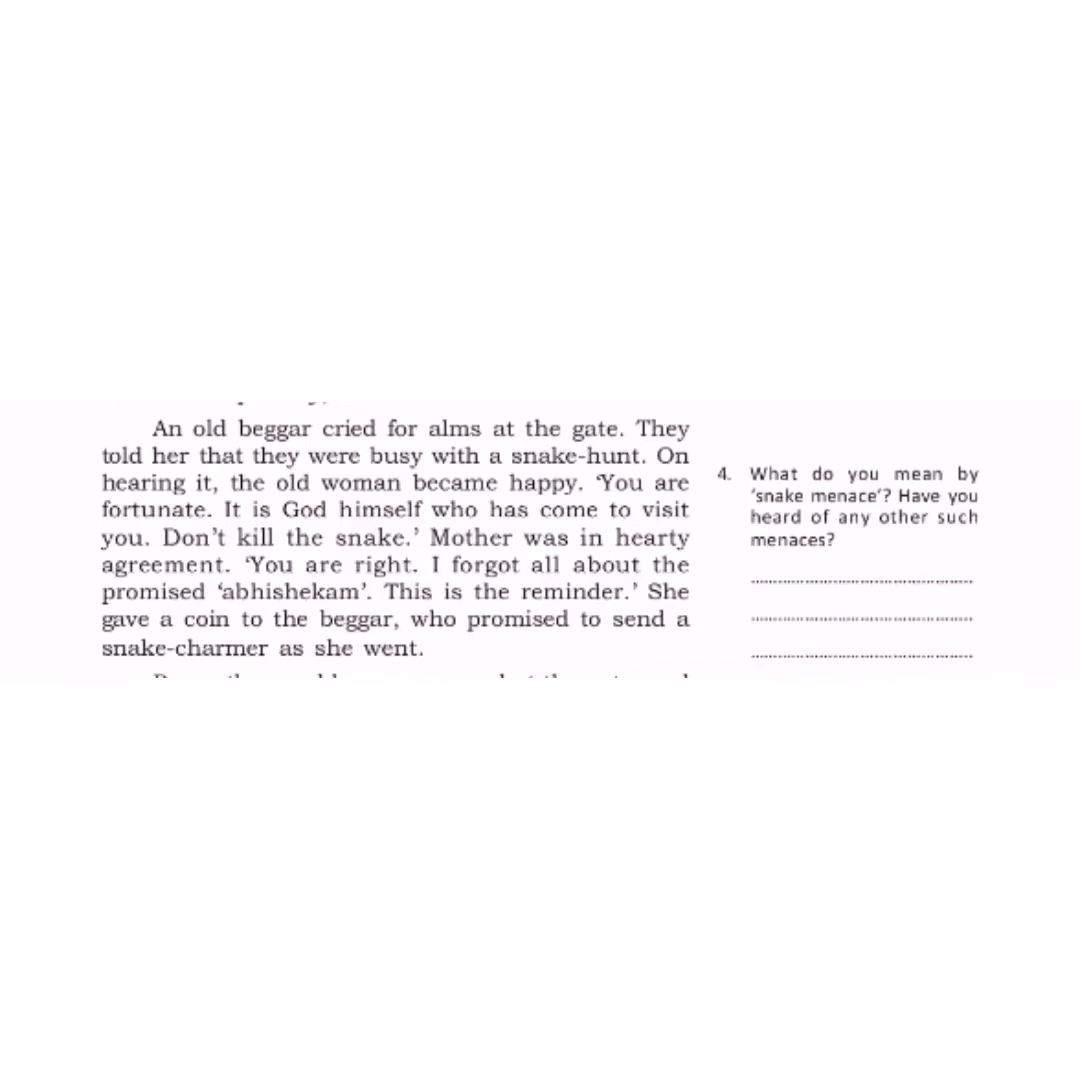 An old beggar cried for alms at the gate. They
told her that they were busy with a snake-hunt. On
hearing it, the old woman became happy. ‘You are
fortunate. It is God himself who has come to visit
you. Don’t kill the snake.’ Mother was in hearty
agreement. ‘You are right. I forgot all about the
promised ‘abhishekam’. This is the reminder.’ She
gave a coin to the beggar, who promised to send a
snake-charmer as she went.
4. What do you mean by
‘snake menace’? Have you
heard of any other such
menaces?